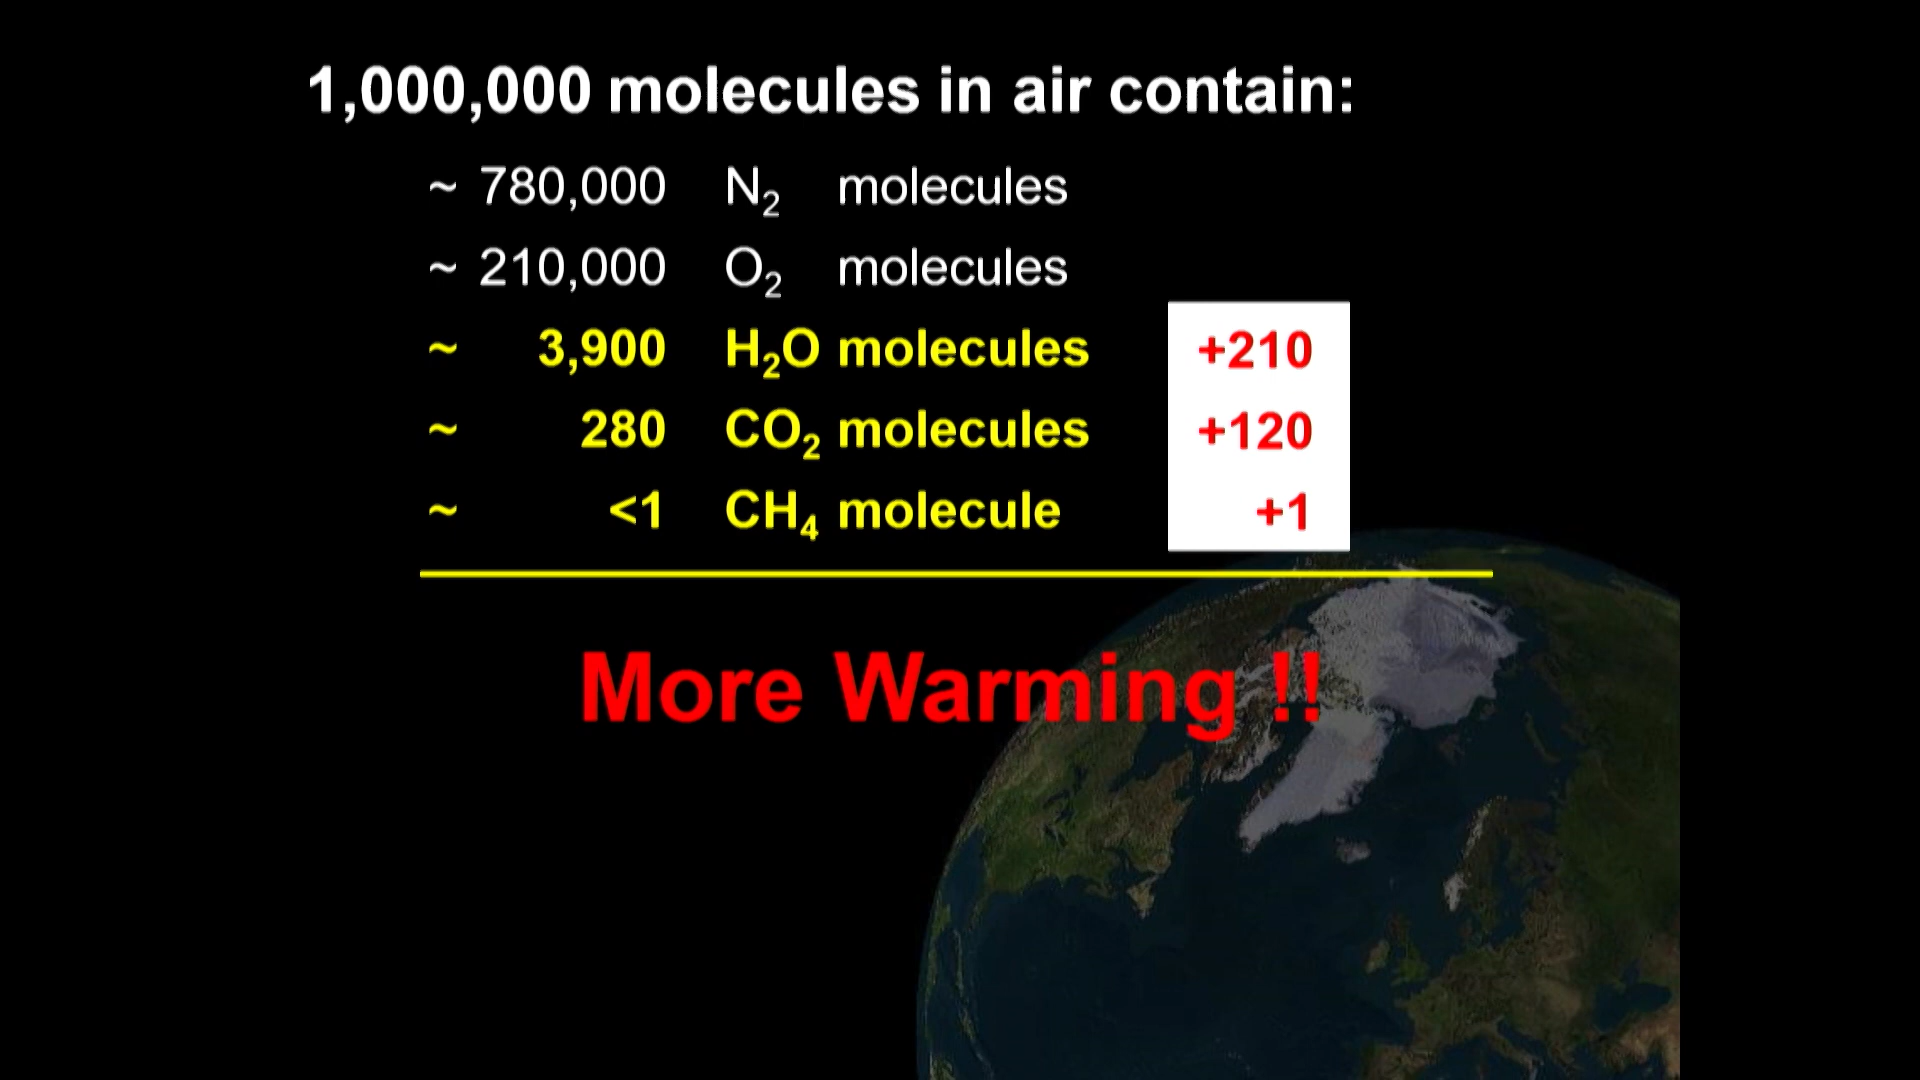 1,000,000 molecules in air contain:
~ 780,000 N₂ molecules
~ 210,000 O₂ molecules
~ 3,900 H₂O molecules +210
~ 280 CO₂ molecules +120
~ <1 CH₄ molecule +1
More Warming !!